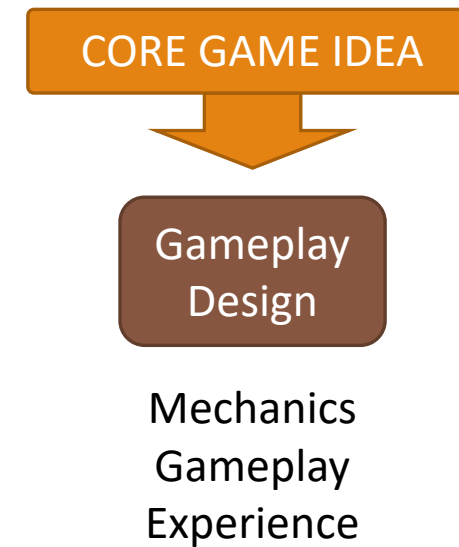 CORE GAME IDEA
Gameplay
Design
Mechanics
Gameplay
Experience